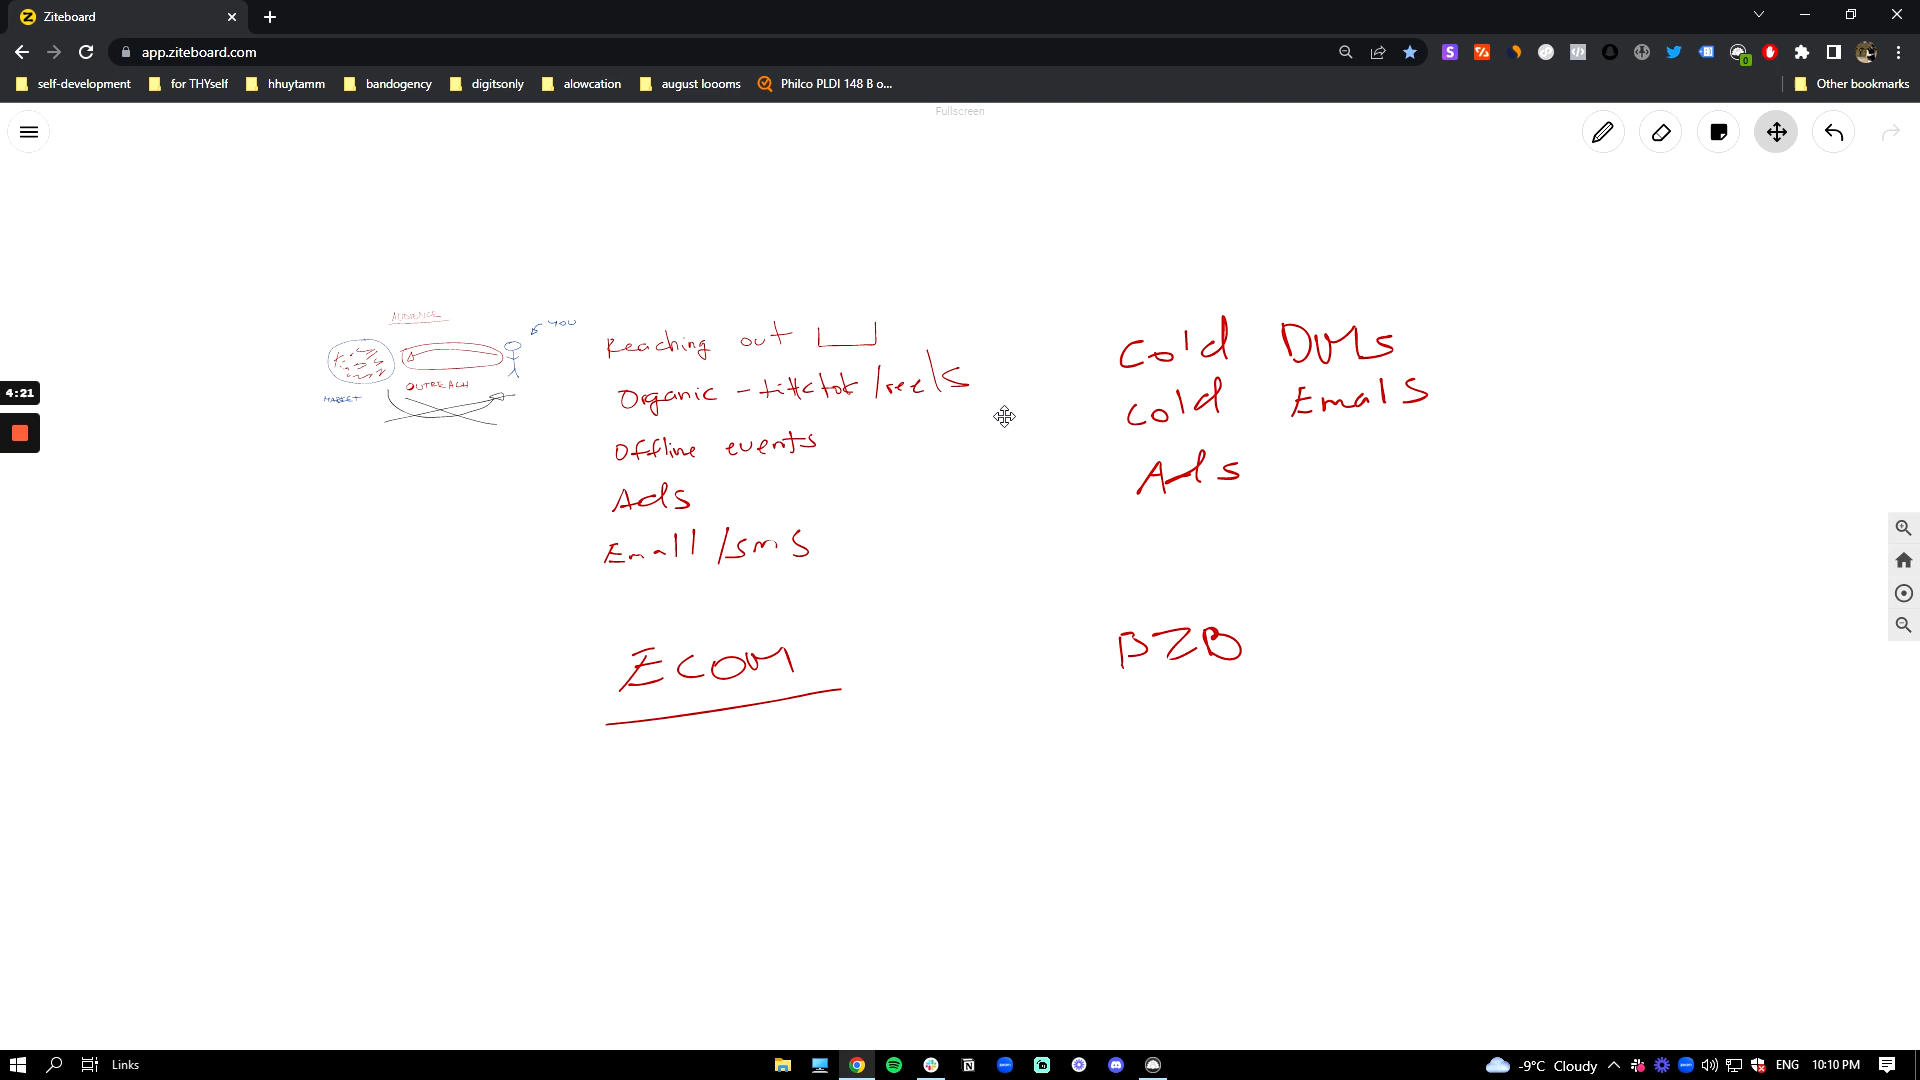 Ziteboard
app.ziteboard.com
0
self-development for THYself hhuytamm bandogency digitsonly alowcation august loooms Philco PLDI 148 B o... Other bookmarks
Fullscreen
AUDIENCE
YOU
OUTREACH
MARKET
Reaching out
Organic - tiktok /reels
Offline events
Ads
Email /sms
ECOM
Cold DMs
Cold Emails
Ads
B2B
4:21
Links
-9°C Cloudy ENG 10:10 PM